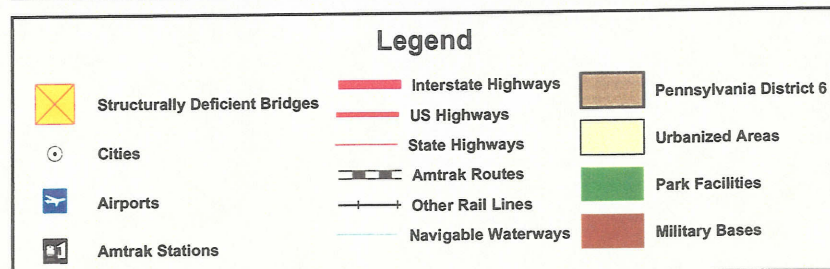 Legend
Structurally Deficient Bridges
Cities
Airports
Amtrak Stations
Interstate Highways
US Highways
State Highways
Amtrak Routes
Other Rail Lines
Navigable Waterways
Pennsylvania District 6
Urbanized Areas
Park Facilities
Military Bases